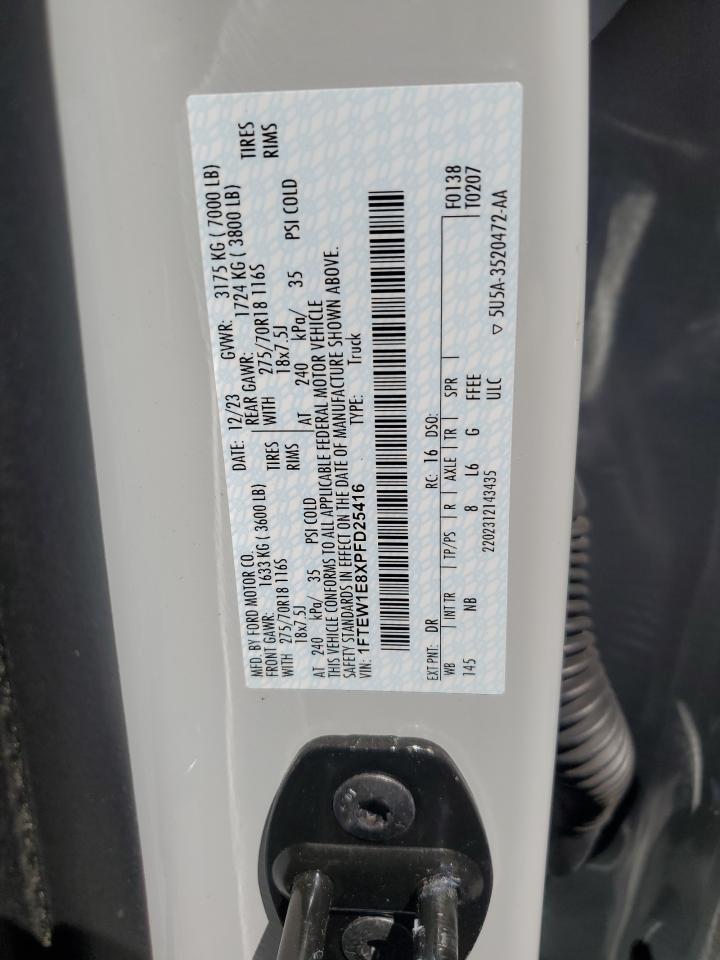 MFD. BY FORD MOTOR CO.
DATE: 12/23 GVWR: 3175 KG ( 7000 LB)
FRONT GAWR: 1633 KG (3600 LB) REAR GAWR: 1724 KG ( 3800 LB)
WITH 275/70R18 116S TIRES WITH 275/70R18 116S TIRES
18x7.5J RIMS 18x7.5J RIMS
AT 240 kPa/ 35 PSI COLD AT 240 kPa/ 35 PSI COLD
THIS VEHICLE CONFORMS TO ALL APPLICABLE FEDERAL MOTOR VEHICLE
SAFETY STANDARDS IN EFFECT ON THE DATE OF MANUFACTURE SHOWN ABOVE.
VIN: 1FTEW1E8XPFD25416 TYPE: Truck
EXT PNT: DR RC: 16 DSO: F0138
T0207
WB INT TR TP/PS R AXLE TR SPR
145 NB 8 L6 G FFEE
2202312143435 ULC ▽ 5U5A-3520472-AA